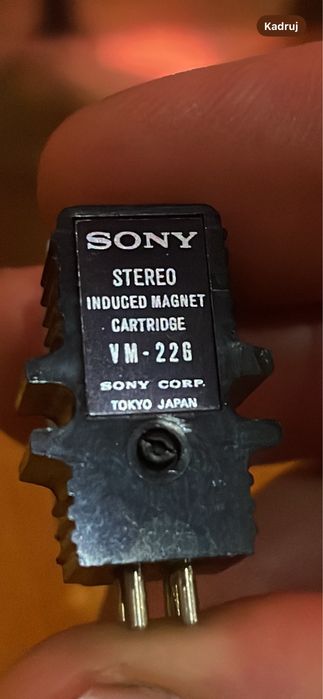 Kadruj
SONY
STEREO
INDUCED MAGNET
CARTRIDGE
VM-22G
SONY CORP.
TOKYO JAPAN